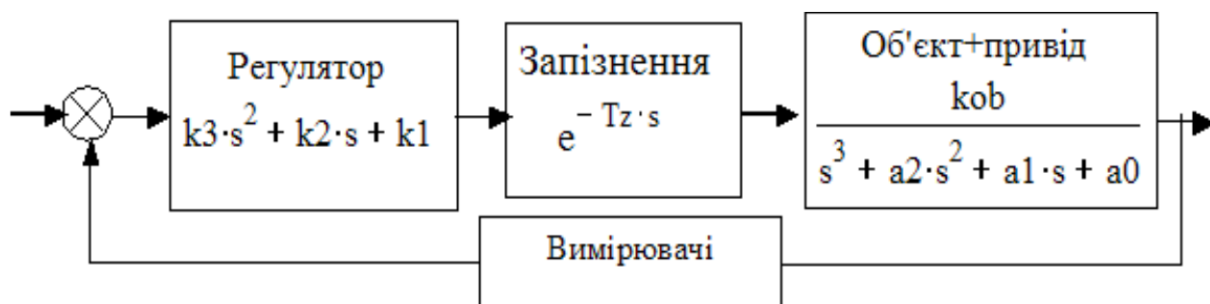 Регулятор
k3·s² + k2·s + k1
Запізнення
e^(− Tz·s)
Об'єкт+привід
kob
s³ + a2·s² + a1·s + a0
Вимірювачі